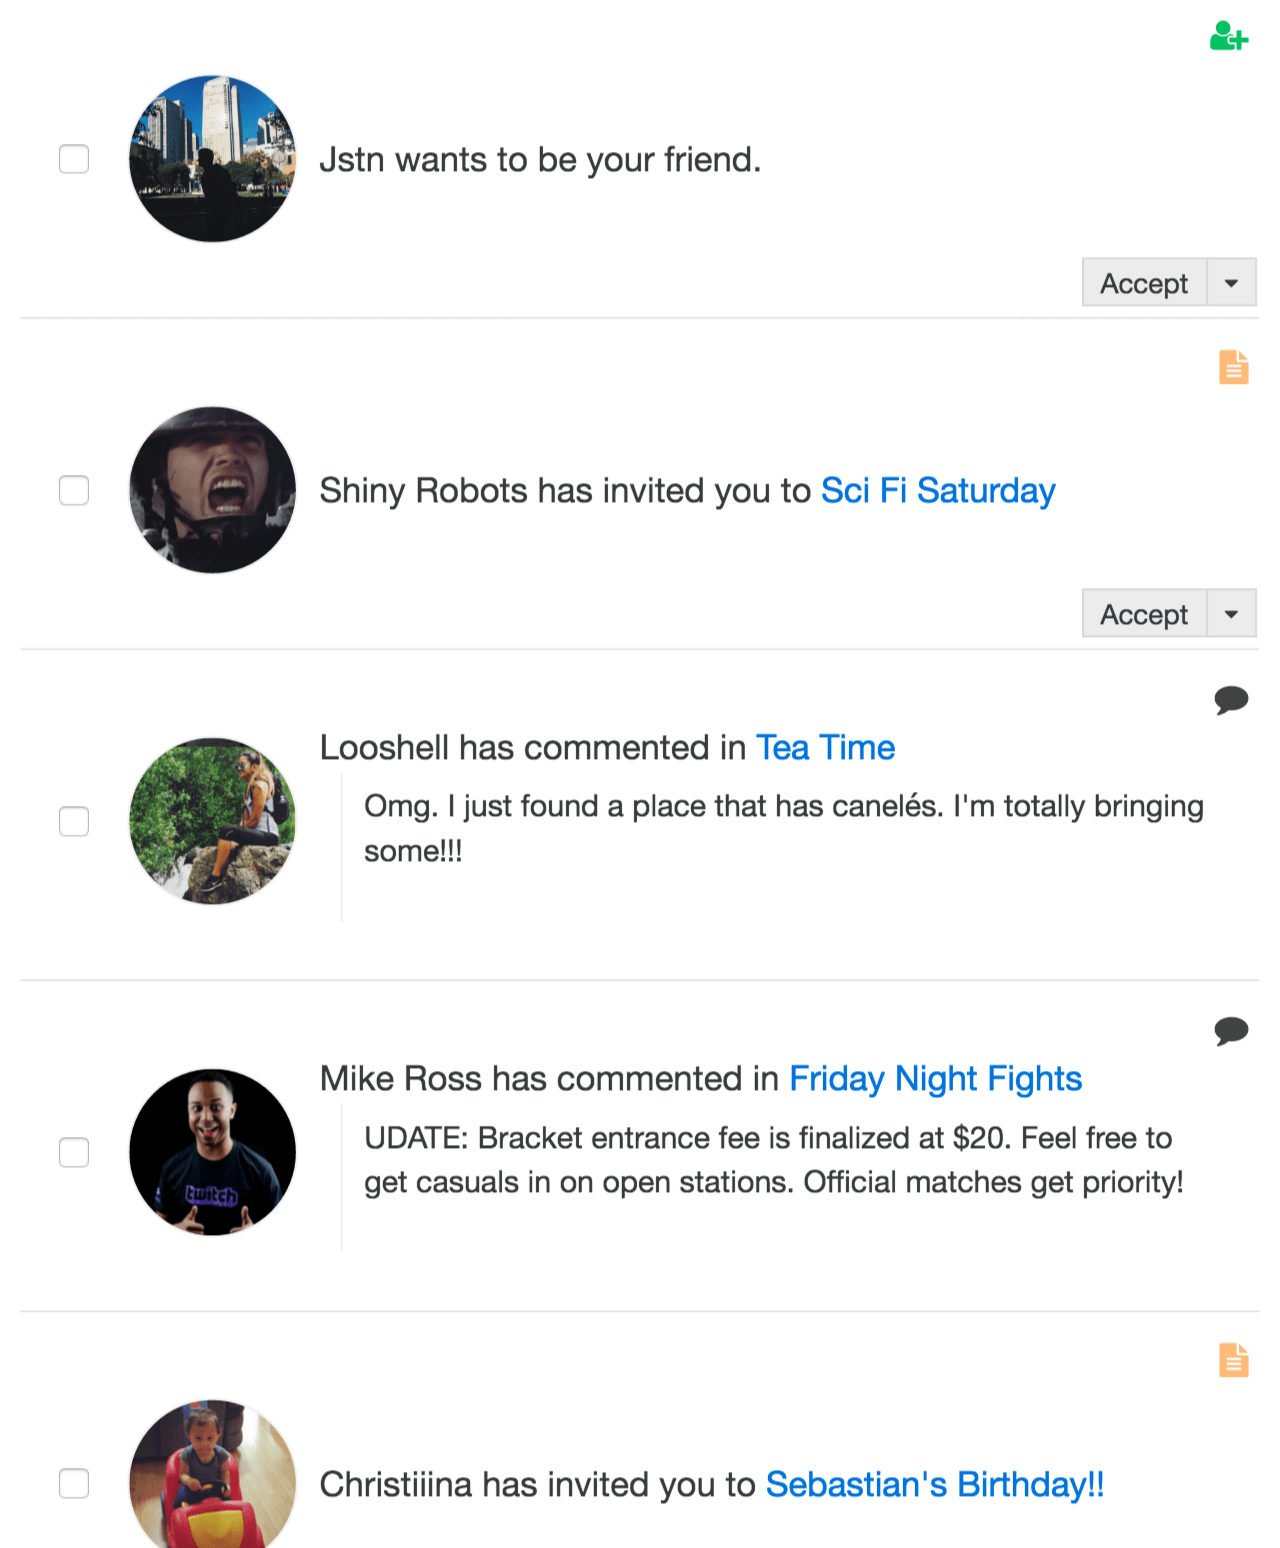 Jstn wants to be your friend.
Accept
Shiny Robots has invited you to Sci Fi Saturday
Accept
Looshell has commented in Tea Time
Omg. I just found a place that has canelés. I'm totally bringing
some!!!
Mike Ross has commented in Friday Night Fights
UDATE: Bracket entrance fee is finalized at $20. Feel free to
get casuals in on open stations. Official matches get priority!
twitch
Christiiina has invited you to Sebastian's Birthday!!